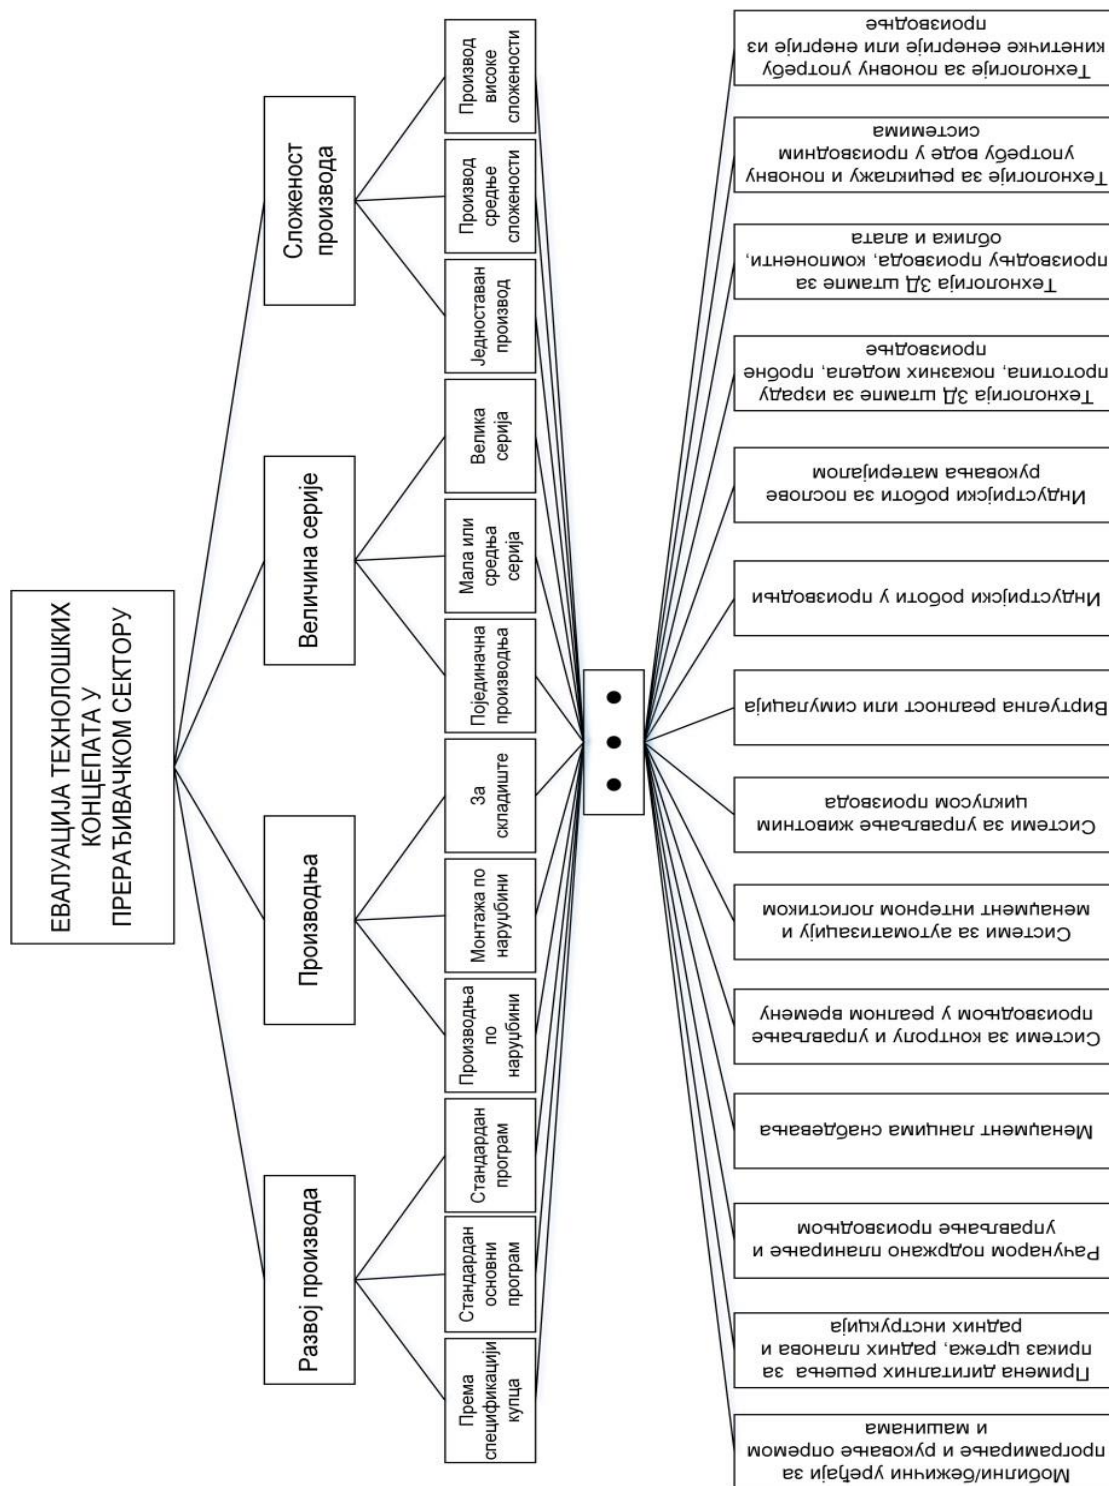 ЕВАЛУАЦИЈА ТЕХНОЛОШКИХ
КОНЦЕПАТА У
ПРЕРАЂИВАЧКОМ СЕКТОРУ
Развој производа
Производња
Величина серије
Сложеност
производа
Према
спецификацији
купца
Стандардан
основни
програм
Стандардан
програм
Производња
по
наруџбини
Монтажа по
наруџбини
За
складиште
Појединачна
производња
Мала или
средња
серија
Велика
серија
Једноставан
производ
Производ
средње
сложености
Производ
високе
сложености
Мобилни/бежични уређаји за
програмирање и руковање опремом
и машинама
Примена дигиталних решења за
приказ цртежа, радних планова и
радних инструкција
Рачунаром подржано планирање и
управљање производњом
Менаџмент ланцима снабдевања
Системи за контролу и управљање
производњом у реалном времену
Системи за аутоматизацију и
менаџмент интерном логистиком
Системи за управљање животним
циклусом производа
Виртуелна реалност или симулација
Индустријски роботи у производњи
Индустријски роботи за послове
руковања материјалом
Технологија 3Д штампе за израду
прототипа, показних модела, пробне
производње
Технологија 3Д штампе за
производњу производа, компоненти,
облика и алата
Технологије за рециклажу и поновну
употребу воде у производним
системима
Технологије за поновну употребу
кинетичке еенергије или енергије из
производње